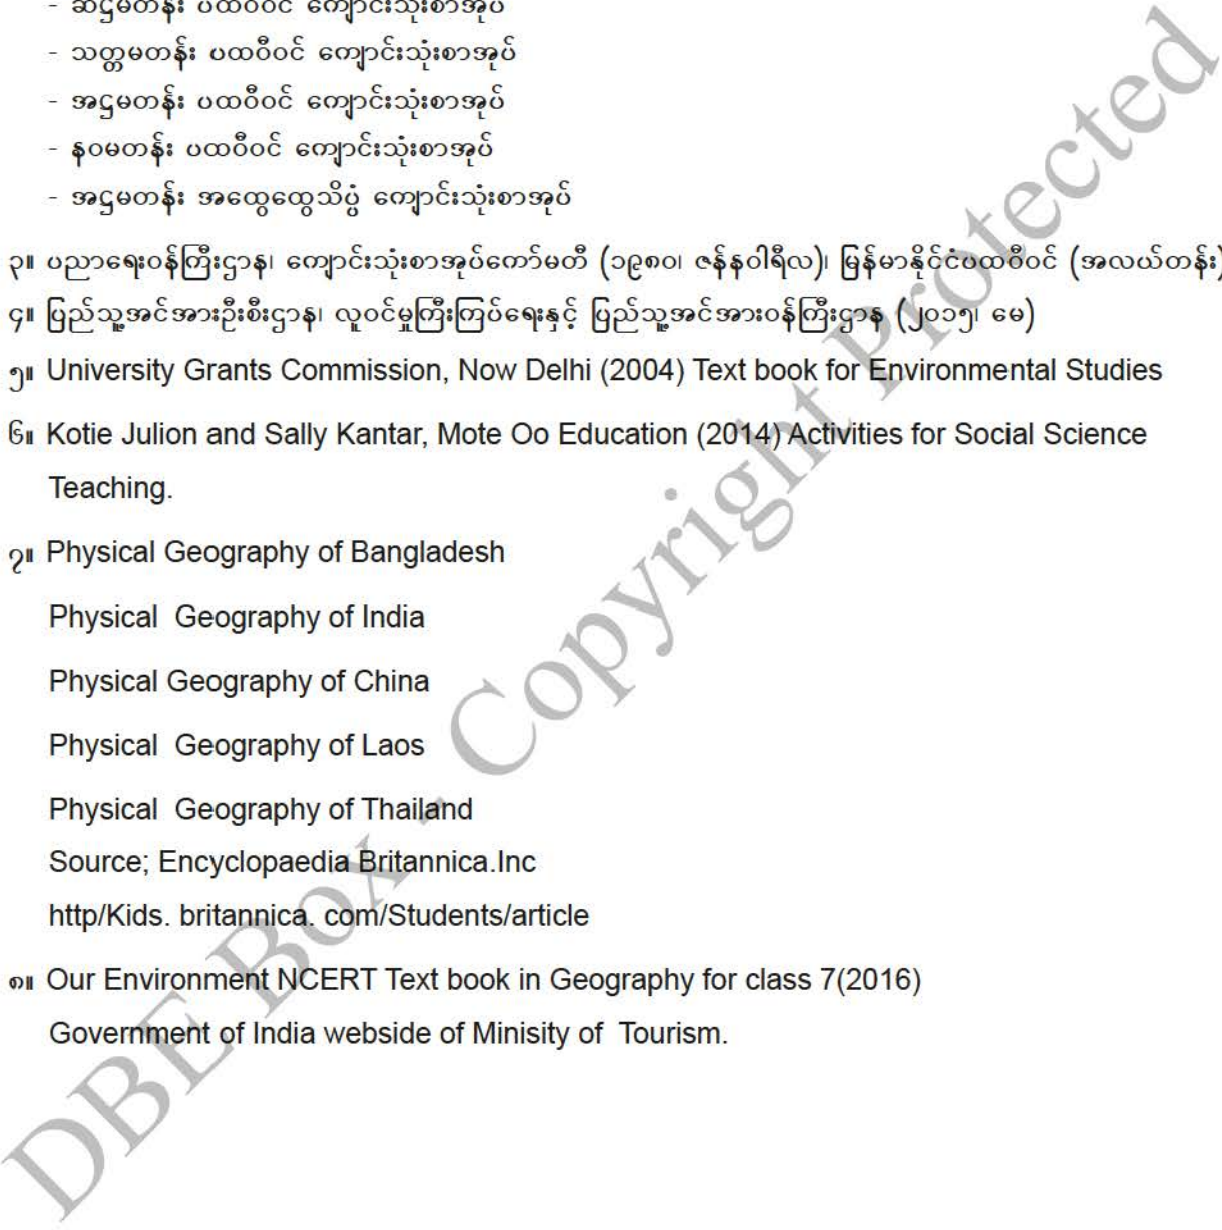 - ဆဋ္ဌမတန်း ပထဝီဝင် ကျောင်းသုံးစာအုပ်
- သတ္တမတန်း ပထဝီဝင် ကျောင်းသုံးစာအုပ်
- အဋ္ဌမတန်း ပထဝီဝင် ကျောင်းသုံးစာအုပ်
- နဝမတန်း ပထဝီဝင် ကျောင်းသုံးစာအုပ်
- အဋ္ဌမတန်း အထွေထွေသိပ္ပံ ကျောင်းသုံးစာအုပ်
၃။ ပညာရေးဝန်ကြီးဌာန၊ ကျောင်းသုံးစာအုပ်ကော်မတီ (၁၉၈၀၊ ဇန်နဝါရီလ)၊ မြန်မာနိုင်ငံပထဝီဝင် (အလယ်တန်း)
၄။ ပြည်သူ့အင်အားဦးစီးဌာန၊ လူဝင်မှုကြီးကြပ်ရေးနှင့် ပြည်သူ့အင်အားဝန်ကြီးဌာန (၂၀၁၅၊ မေ)
၅။ University Grants Commission, Now Delhi (2004) Text book for Environmental Studies
၆။ Kotie Julion and Sally Kantar, Mote Oo Education (2014) Activities for Social Science
Teaching.
၇။ Physical Geography of Bangladesh
Physical Geography of India
Physical Geography of China
Physical Geography of Laos
Physical Geography of Thailand
Source; Encyclopaedia Britannica.Inc
http/Kids. britannica. com/Students/article
၈။ Our Environment NCERT Text book in Geography for class 7(2016)
Government of India webside of Minisity of Tourism.
DBE Box - Copyright Protected